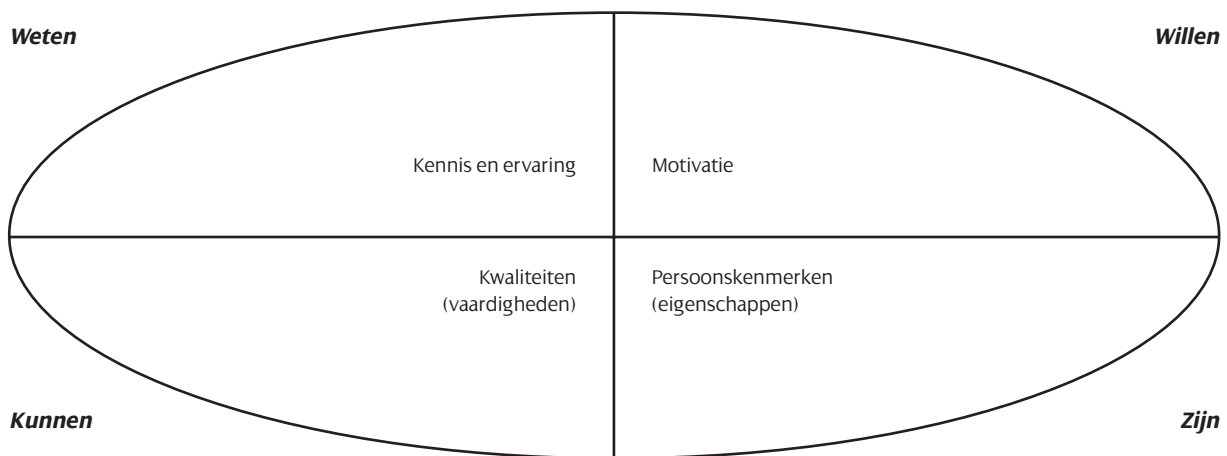 Weten
Willen
Kennis en ervaring
Motivatie
Kwaliteiten
(vaardigheden)
Persoonskenmerken
(eigenschappen)
Kunnen
Zijn